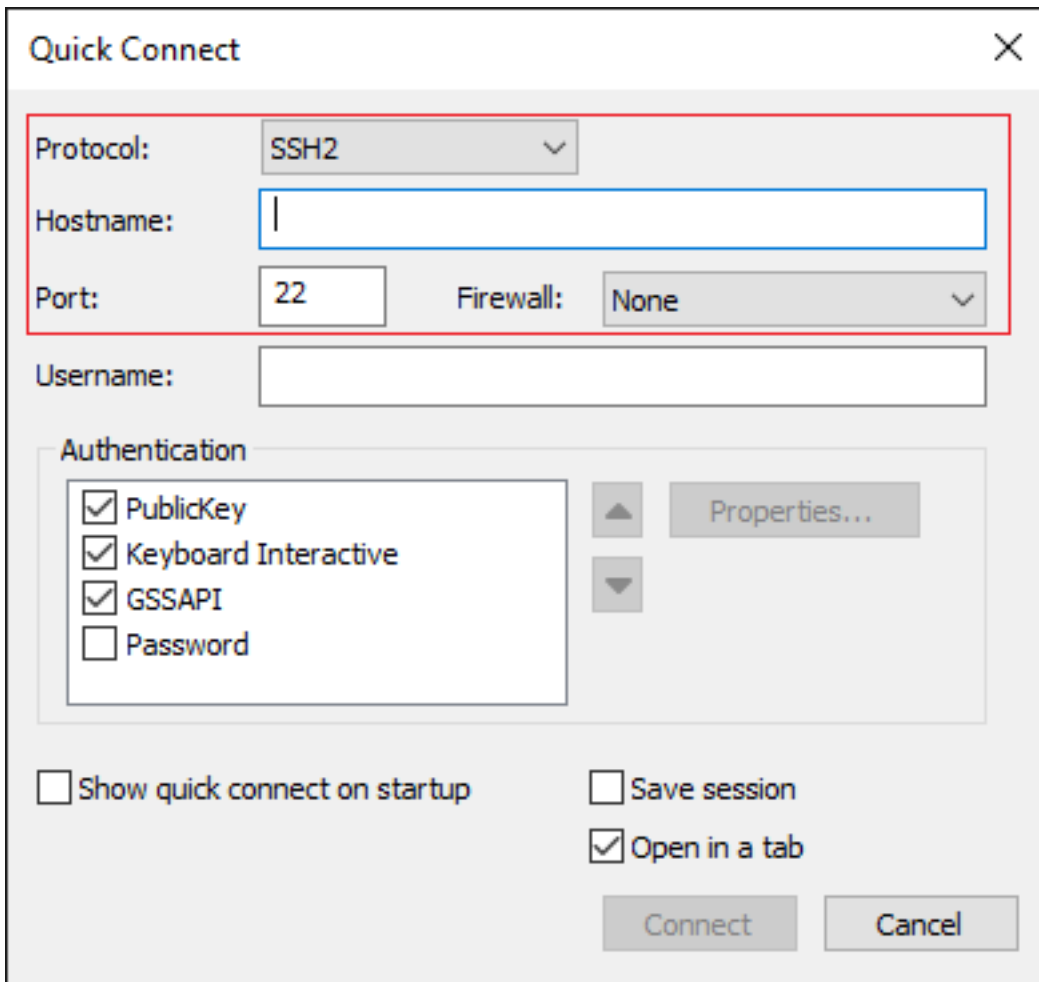 Quick Connect
Protocol: SSH2
Hostname:
Port: 22 Firewall: None
Username:
Authentication
PublicKey Properties...
Keyboard Interactive
GSSAPI
Password
Show quick connect on startup Save session
Open in a tab
Connect Cancel